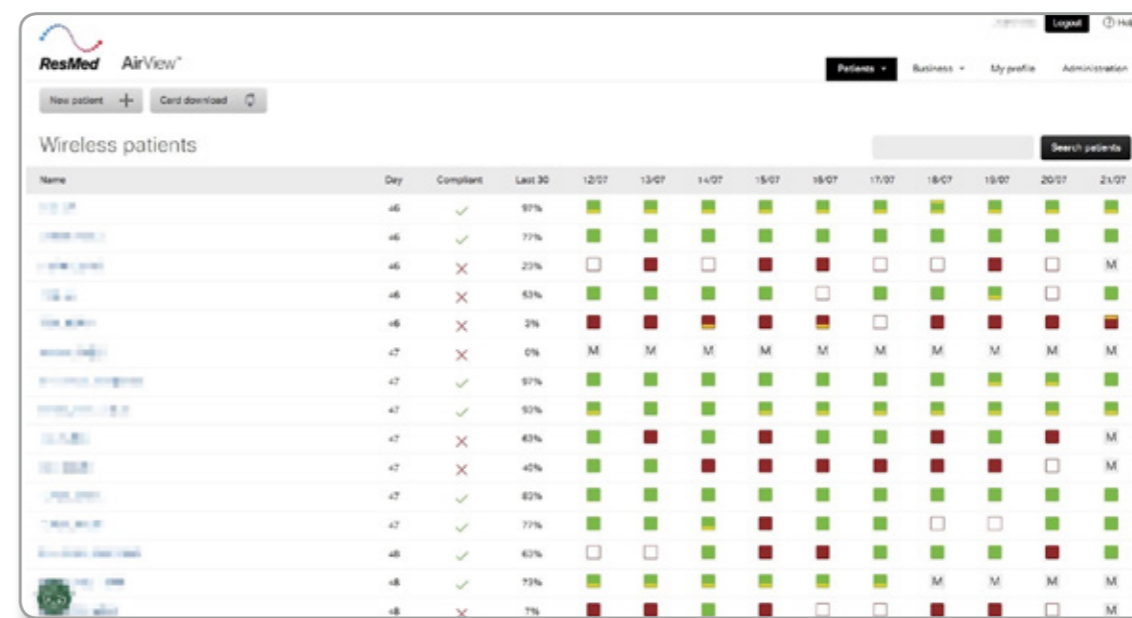 Logout Help
ResMed AirView™
Patients Business My profile Administration
New patient Card download
Wireless patients Search patients
Name Day Compliant Last 30 12/07 13/07 14/07 15/07 16/07 17/07 18/07 19/07 20/07 21/07
46 97%
46 77%
46 23% M
46 53%
46 3%
47 0% M M M M M M M M M M
47 97%
47 93%
47 63% M
47 40% M
47 83%
47 77%
48 63%
48 73% M M M M
48 7% M